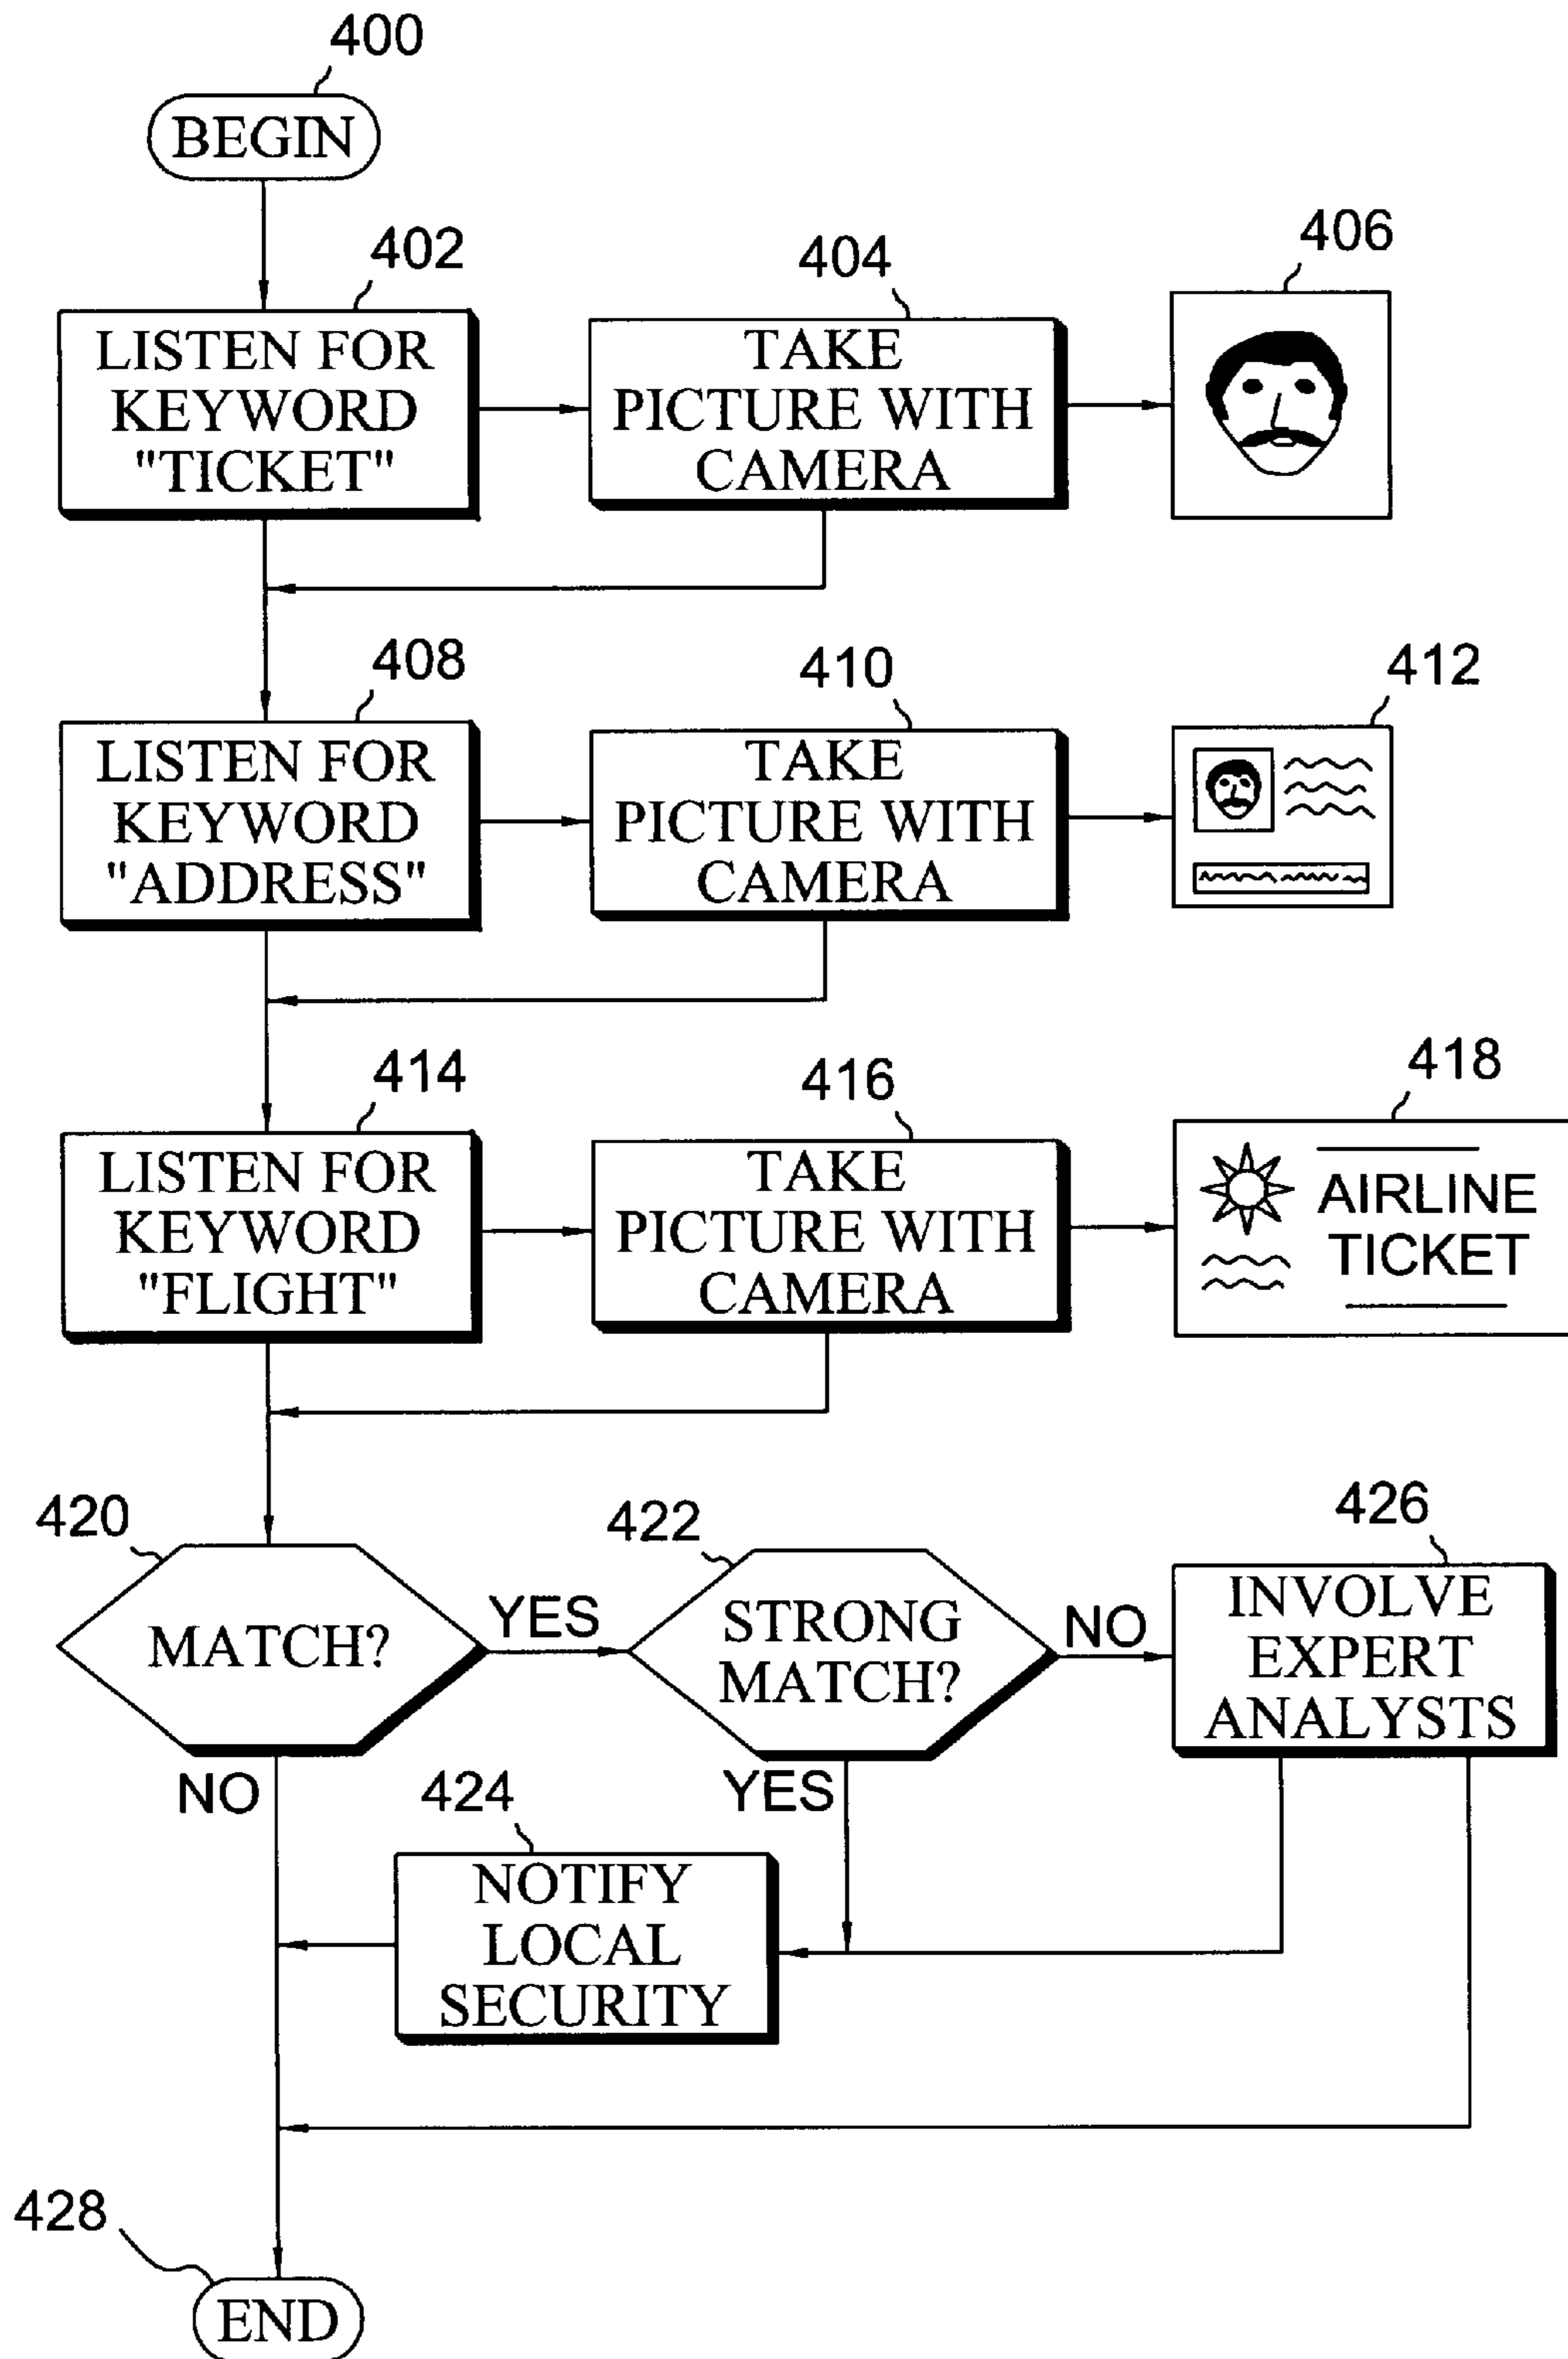 400
BEGIN
402
404
406
LISTEN FOR
KEYWORD
"TICKET"
TAKE
PICTURE WITH
CAMERA
408
410
412
LISTEN FOR
KEYWORD
"ADDRESS"
TAKE
PICTURE WITH
CAMERA
414
416
418
LISTEN FOR
KEYWORD
"FLIGHT"
TAKE
PICTURE WITH
CAMERA
AIRLINE
TICKET
420
422
426
MATCH?
YES
STRONG
MATCH?
NO
INVOLVE
EXPERT
ANALYSTS
NO
424
YES
NOTIFY
LOCAL
SECURITY
428
END